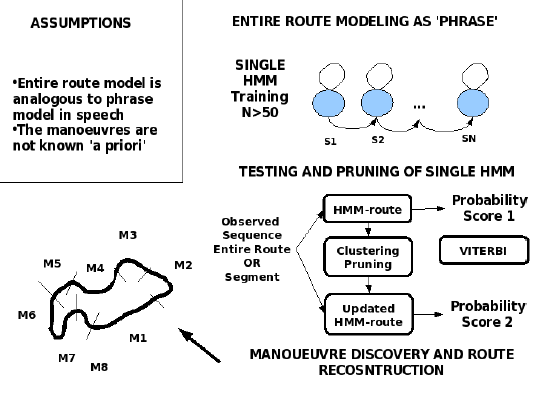 ASSUMPTIONS
•Entire route model is
analogous to phrase
model in speech
•The manoeuvres are
not known 'a priori'
ENTIRE ROUTE MODELING AS 'PHRASE'
SINGLE
HMM
Training
N>50
...
S1
S2
SN
TESTING AND PRUNING OF SINGLE HMM
Observed
Sequence
Entire Route
OR
Segment
HMM-route
Probability
Score 1
Clustering
Pruning
VITERBI
Updated
HMM-route
Probability
Score 2
M3
M5
M4
M2
M6
M1
M7
M8
MANOUEUVRE DISCOVERY AND ROUTE
RECOSNTRUCTION